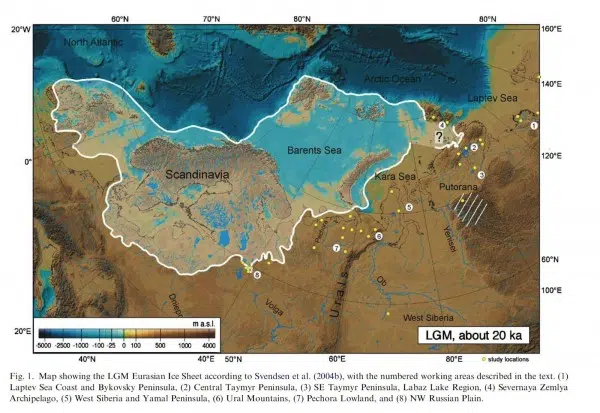 60°N
70°N
80°N
80°N
20°W
160°E
North Atlantic
Arctic Ocean
140°E
Laptev Sea
4
1
?
2
120°E
Barents Sea
0°
Scandinavia
Kara Sea
3
Putorana
5
Yenisei
6
7
60°N
8
Urals
Ob
100°E
Volga
Dniepr
m a.s.l.
West Siberia
20°E
-5000 -2500 -1000 -100 -25 0 25 100 1000 2000 4000
LGM, about 20 ka
study locations
40°N
40°E
50°N
60°E
80°E
Fig. 1. Map showing the LGM Eurasian Ice Sheet according to Svendsen et al. (2004b), with the numbered working areas described in the text. (1)
Laptev Sea Coast and Bykovsky Peninsula, (2) Central Taymyr Peninsula, (3) SE Taymyr Peninsula, Labaz Lake Region, (4) Severnaya Zemlya
Archipelago, (5) West Siberia and Yamal Peninsula, (6) Ural Mountains, (7) Pechora Lowland, and (8) NW Russian Plain.